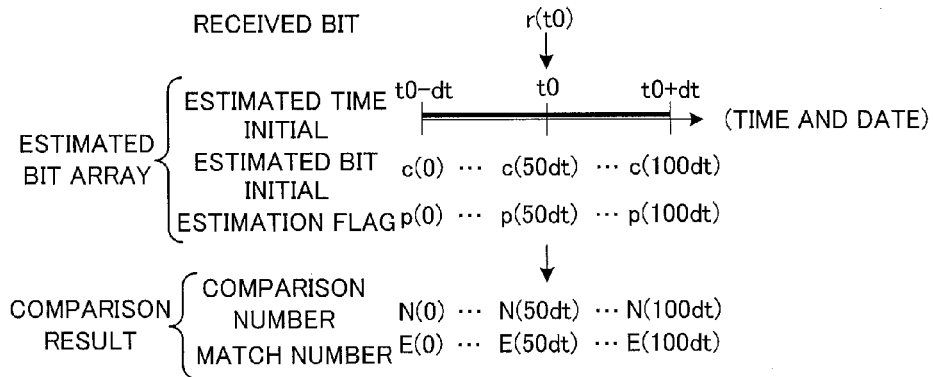 RECEIVED BIT r(t0)
t0-dt t0 t0+dt
ESTIMATED TIME
INITIAL
(TIME AND DATE)
ESTIMATED
BIT ARRAY
ESTIMATED BIT
INITIAL
c(0) ··· c(50dt) ··· c(100dt)
ESTIMATION FLAG p(0) ··· p(50dt) ··· p(100dt)
COMPARISON
RESULT
COMPARISON
NUMBER
N(0) ··· N(50dt) ··· N(100dt)
MATCH NUMBER E(0) ··· E(50dt) ··· E(100dt)